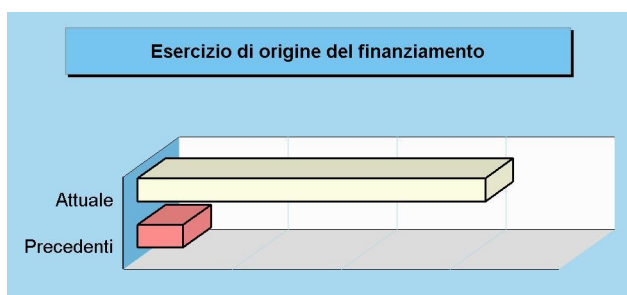 Esercizio di origine del finanziamento
Attuale
Precedenti